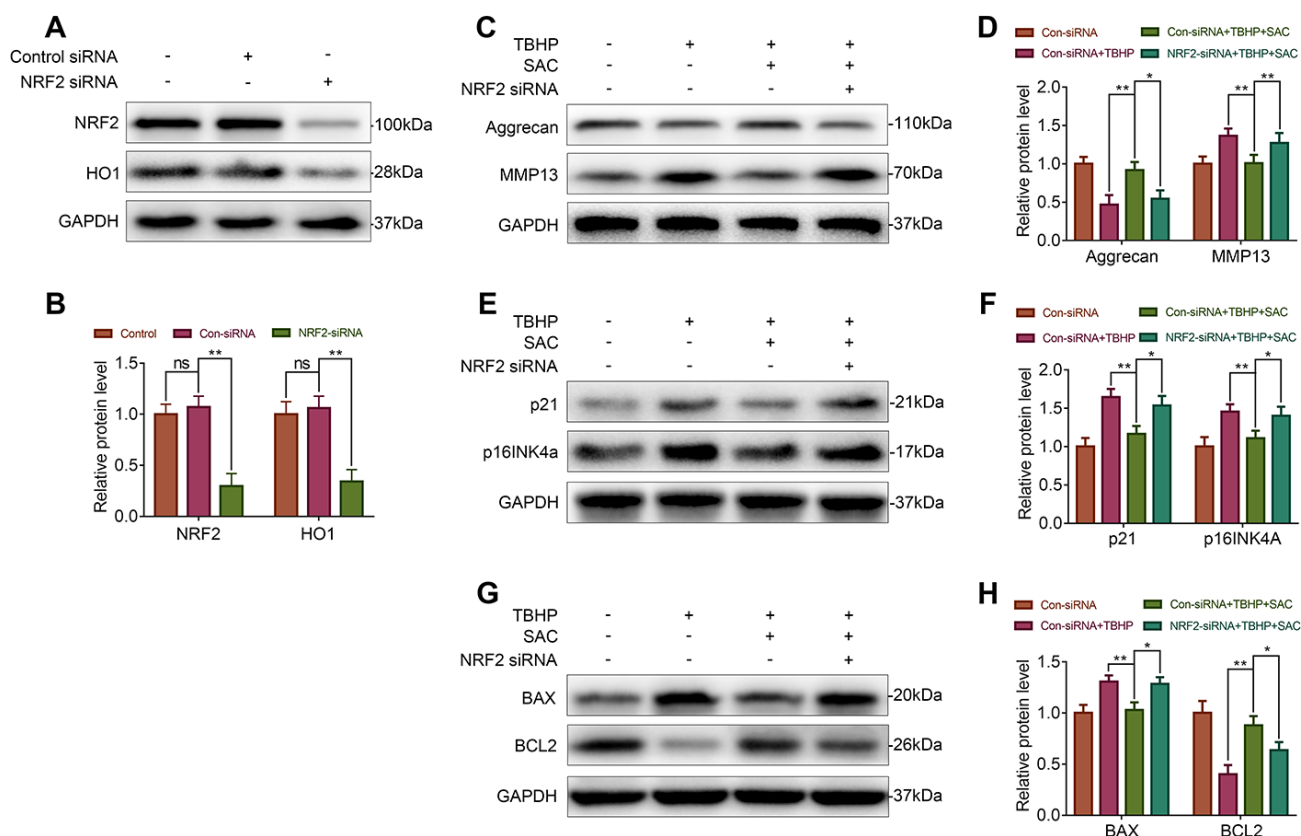 A
Control siRNA - + -
NRF2 siRNA - - +
NRF2 -100kDa
HO1 -28kDa
GAPDH -37kDa
B
Control Con-siRNA NRF2-siRNA
Relative protein level
1.5
1.0
0.5
0.0
ns ** ns **
NRF2 HO1
C
TBHP - + + +
SAC - - + +
NRF2 siRNA - - - +
Aggrecan -110kDa
MMP13 -70kDa
GAPDH -37kDa
D
Con-siRNA Con-siRNA+TBHP+SAC
Con-siRNA+TBHP NRF2-siRNA+TBHP+SAC
Relative protein level
2.0
1.5
1.0
0.5
0.0
** * ** **
Aggrecan MMP13
E
TBHP - + + +
SAC - - + +
NRF2 siRNA - - - +
p21 -21kDa
p16INK4a -17kDa
GAPDH -37kDa
F
Con-siRNA Con-siRNA+TBHP+SAC
Con-siRNA+TBHP NRF2-siRNA+TBHP+SAC
Relative protein level
2.0
1.5
1.0
0.5
0.0
** * ** *
p21 p16INK4A
G
TBHP - + + +
SAC - - + +
NRF2 siRNA - - - +
BAX -20kDa
BCL2 -26kDa
GAPDH -37kDa
H
Con-siRNA Con-siRNA+TBHP+SAC
Con-siRNA+TBHP NRF2-siRNA+TBHP+SAC
Relative protein level
1.5
1.0
0.5
0.0
** * ** *
BAX BCL2